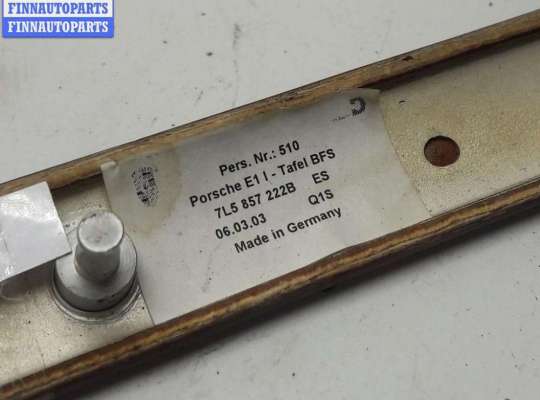 FINNAUTOPARTS
FINNAUTOPARTS
Pers. Nr.: 510
Porsche E1 I - Tafel BFS
7L5 857 222B ES
06.03.03 Q1S
Made in Germany